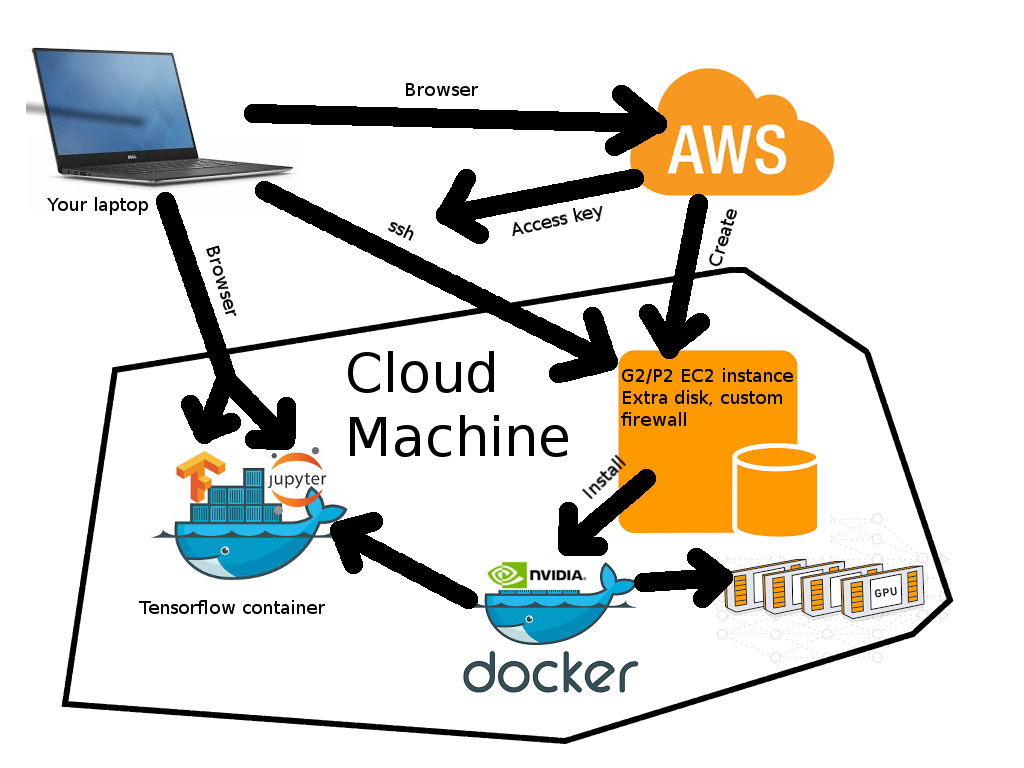 Browser
AWS
Your laptop
ssh
Access key
Create
Browser
Cloud
Machine
G2/P2 EC2 instance
Extra disk, custom
firewall
Install
jupyter
NVIDIA.
GPU
Tensorflow container
docker